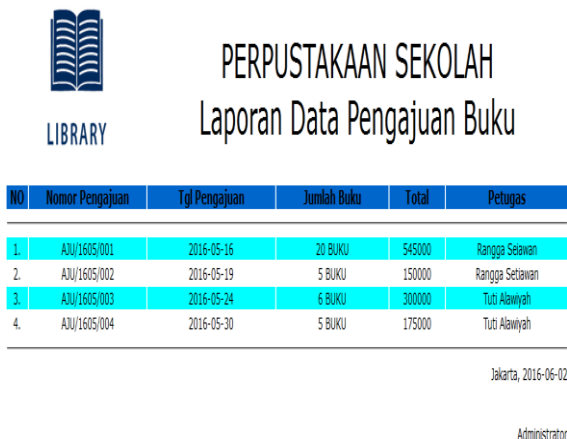 PERPUSTAKAAN SEKOLAH
Laporan Data Pengajuan Buku
LIBRARY
NO Nomor Pengajuan Tgl Pengajuan Jumlah Buku Total Petugas
1. AJU/1605/001 2016-05-16 20 BUKU 545000 Rangga Seiawan
2. AJU/1605/002 2016-05-19 5 BUKU 150000 Rangga Setiawan
3. AJU/1605/003 2016-05-24 6 BUKU 300000 Tuti Alawiyah
4. AJU/1605/004 2016-05-30 5 BUKU 175000 Tuti Alawiyah
Jakarta, 2016-06-02
Administrator